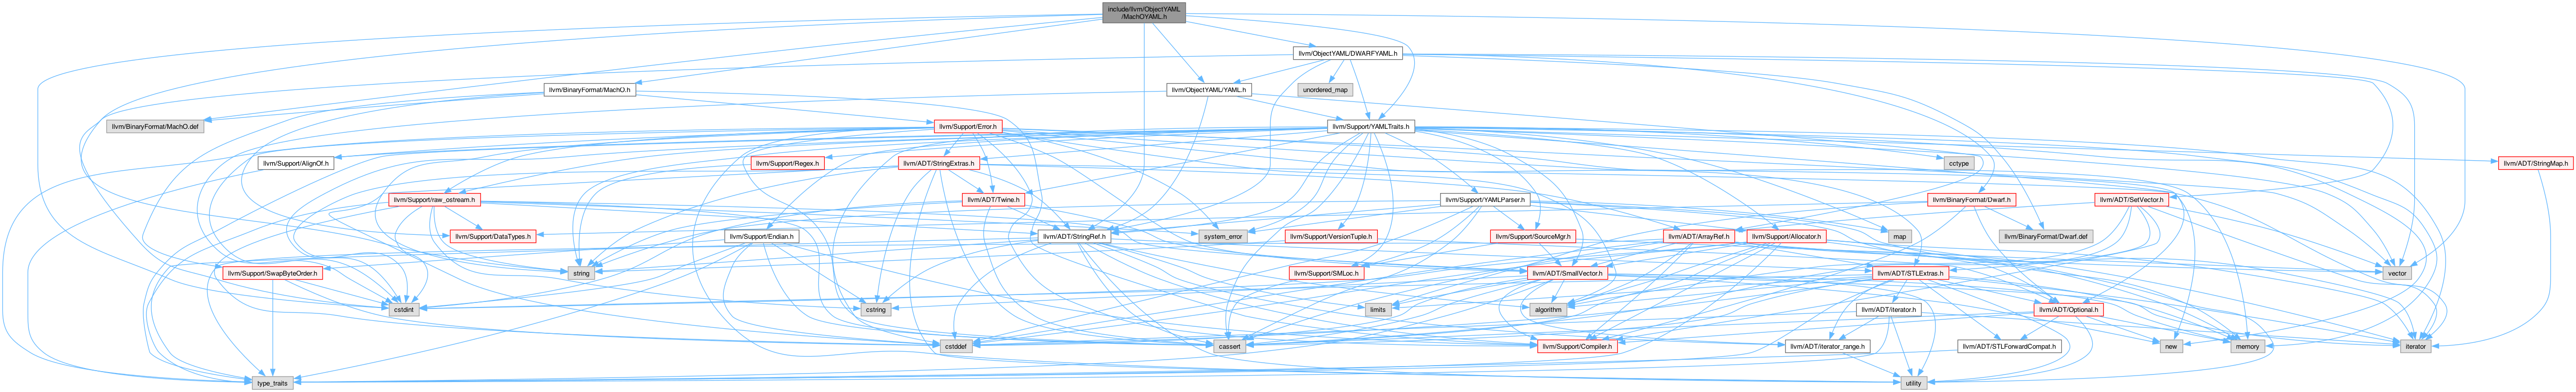 include/llvm/ObjectYAML
/MachOYAML.h
llvm/ObjectYAML/DWARFYAML.h
llvm/BinaryFormat/MachO.h
llvm/ObjectYAML/YAML.h
unordered_map
llvm/BinaryFormat/MachO.def
llvm/Support/Error.h
llvm/Support/YAMLTraits.h
llvm/Support/AlignOf.h
llvm/Support/Regex.h
llvm/ADT/StringExtras.h
cctype
llvm/ADT/StringMap.h
llvm/Support/raw_ostream.h
llvm/ADT/Twine.h
llvm/Support/YAMLParser.h
llvm/BinaryFormat/Dwarf.h
llvm/ADT/SetVector.h
llvm/Support/DataTypes.h
llvm/Support/Endian.h
llvm/ADT/StringRef.h
system_error
llvm/Support/VersionTuple.h
llvm/Support/SourceMgr.h
llvm/ADT/ArrayRef.h
llvm/Support/Allocator.h
map
llvm/BinaryFormat/Dwarf.def
llvm/Support/SwapByteOrder.h
string
llvm/Support/SMLoc.h
llvm/ADT/SmallVector.h
llvm/ADT/STLExtras.h
vector
cstdint
cstring
limits
algorithm
llvm/ADT/iterator.h
llvm/ADT/Optional.h
cstddef
cassert
llvm/Support/Compiler.h
llvm/ADT/iterator_range.h
llvm/ADT/STLForwardCompat.h
new
memory
iterator
type_traits
utility